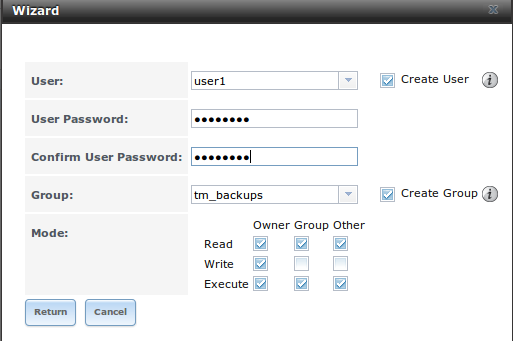 Wizard
User: user1 Create User
User Password: ●●●●●●●●
Confirm User Password: ●●●●●●●●
Group: tm_backups Create Group
Mode:
Owner Group Other
Read
Write
Execute
Return Cancel